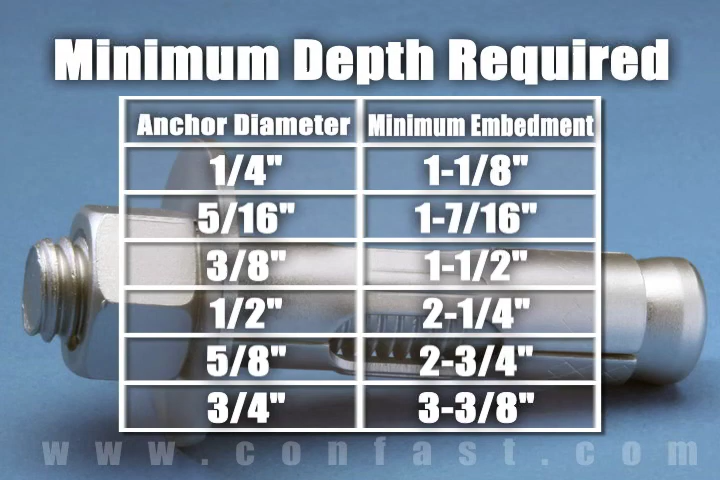 Minimum Depth Required
Anchor Diameter Minimum Embedment
1/4" 1-1/8"
5/16" 1-7/16"
3/8" 1-1/2"
1/2" 2-1/4"
5/8" 2-3/4"
3/4" 3-3/8"
www.confast.com